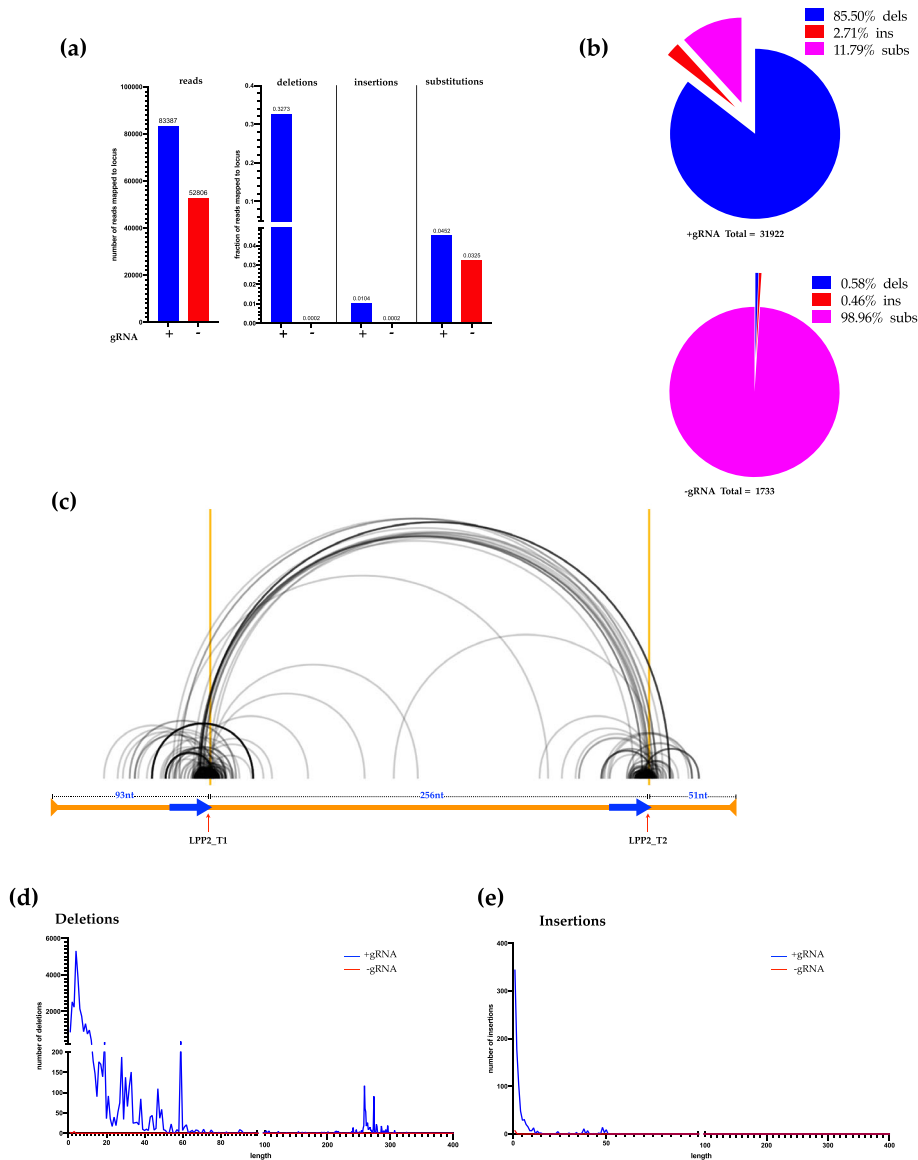 (a)
reads
deletions
insertions
substitutions
number of reads mapped to locus
100000
80000
60000
40000
20000
0
83387
52806
fraction of reads mapped to locus
0.4
0.3
0.2
0.1
0.04
0.03
0.02
0.01
0.00
0.3273
0.0002
0.0104
0.0002
0.0452
0.0325
gRNA
+ - + - + - + -
(b)
85.50% dels
2.71% ins
11.79% subs
+gRNA Total = 31922
0.58% dels
0.46% ins
98.96% subs
-gRNA Total = 1733
(c)
93nt
256nt
51nt
LPP2_T1
LPP2_T2
(d)
Deletions
number of deletions
6000
4000
2000
200
150
100
50
0
0 20 40 60 80 100 200 300 400
length
+gRNA
-gRNA
(e)
Insertions
number of insertions
400
300
200
100
0
0 50 100 200 300 400
length
+gRNA
-gRNA